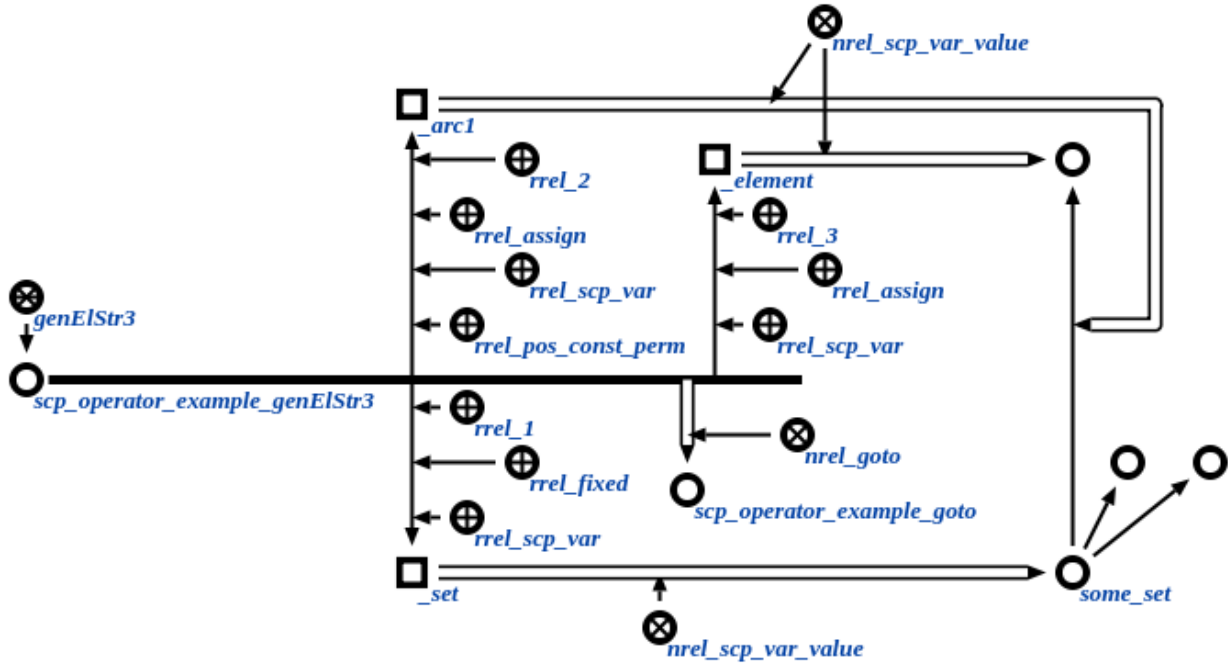 nrel_scp_var_value
_arc1
rrel_2
_element
rrel_assign
rrel_3
rrel_scp_var
rrel_assign
genElStr3
rrel_pos_const_perm
rrel_scp_var
scp_operator_example_genElStr3
rrel_1
nrel_goto
rrel_fixed
scp_operator_example_goto
rrel_scp_var
_set
some_set
nrel_scp_var_value